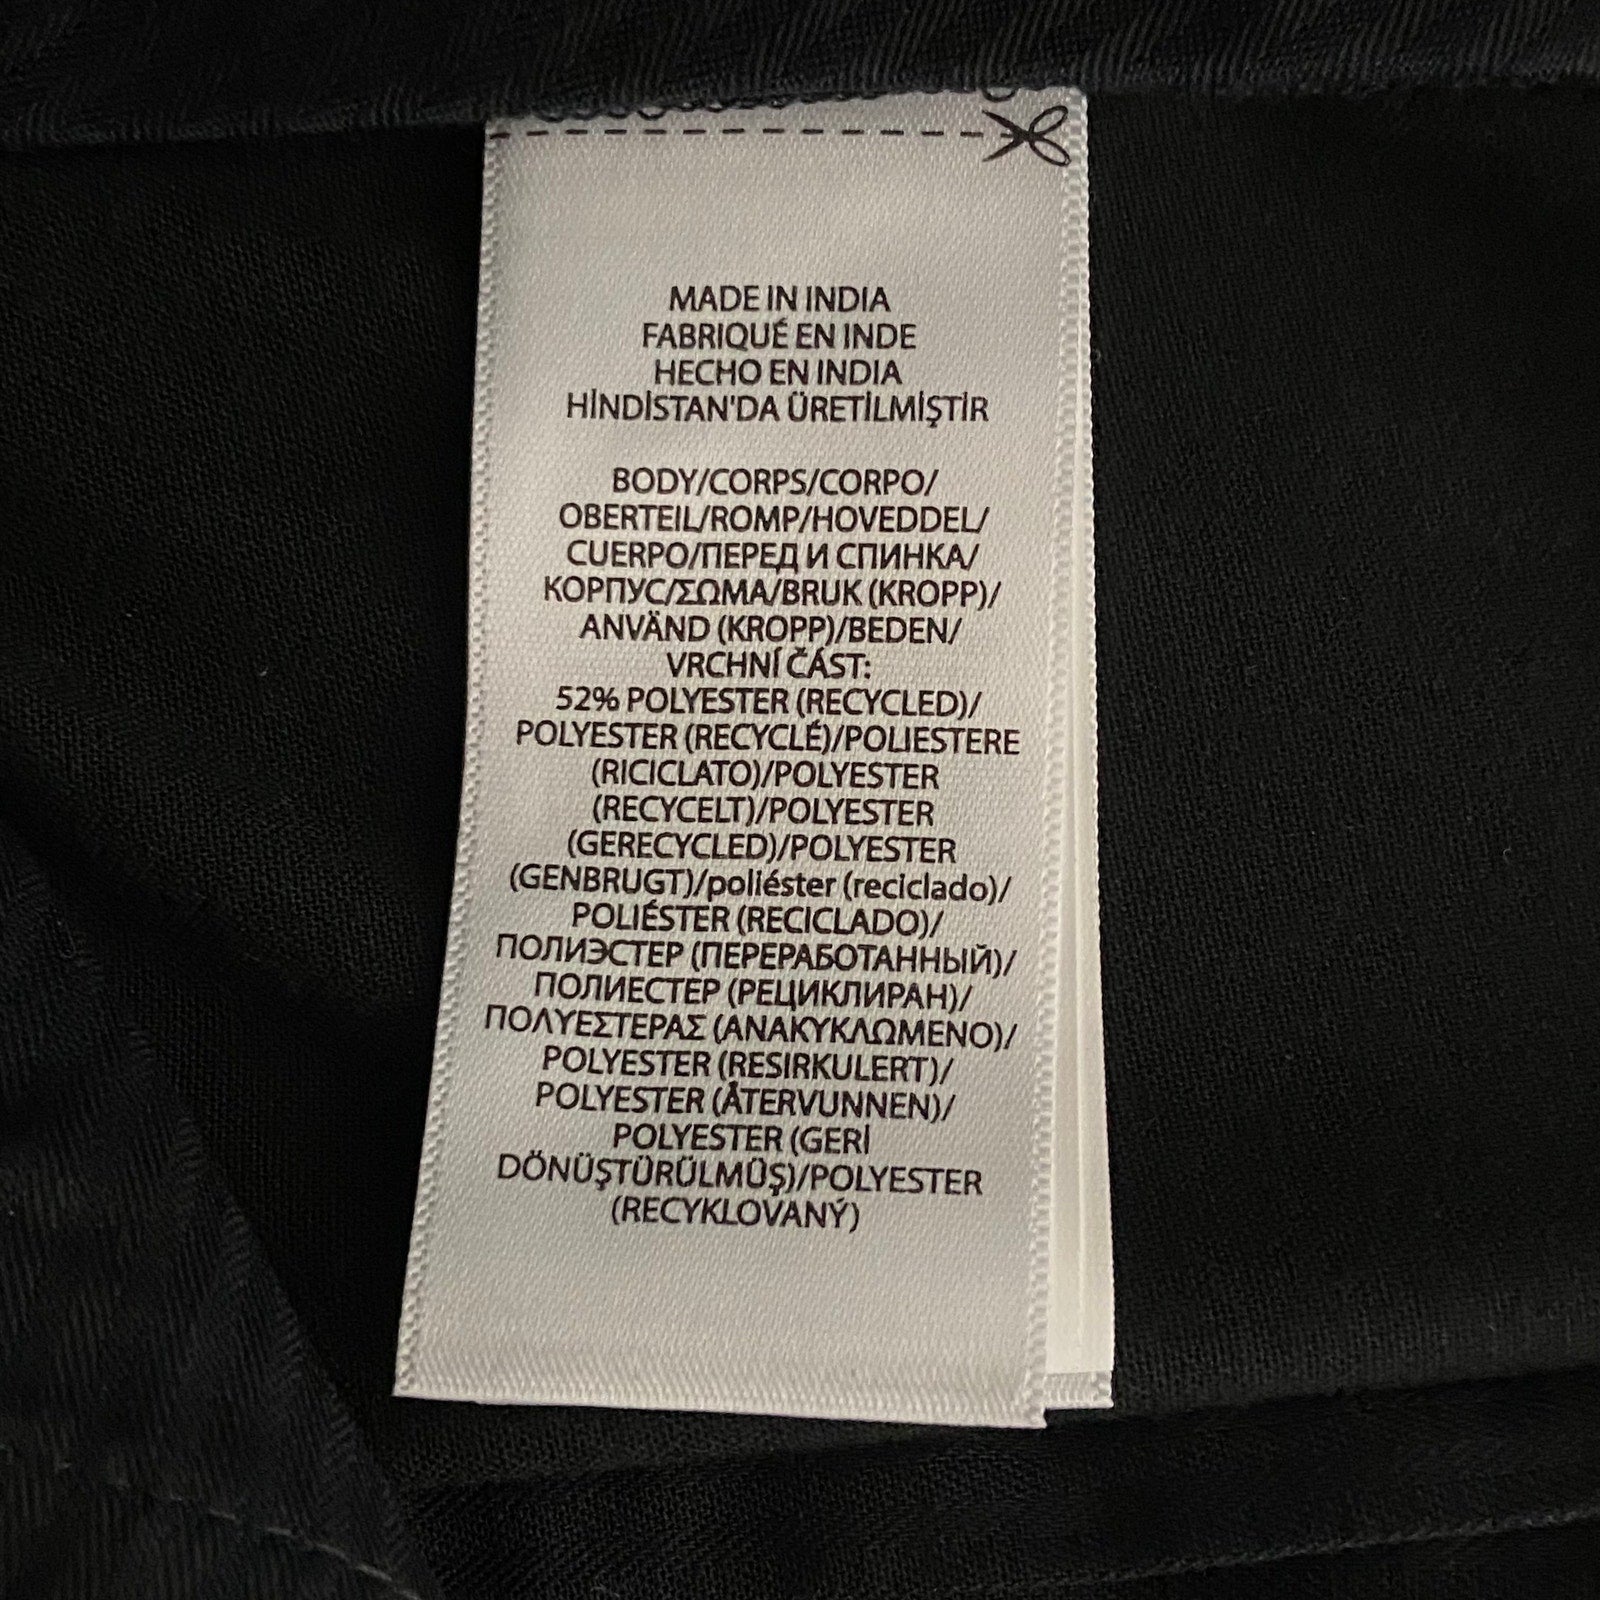 MADE IN INDIA
FABRIQUÉ EN INDE
HECHO EN INDIA
HİNDİSTAN'DA ÜRETİLMİŞTİR
BODY/CORPS/CORPO/
OBERTEIL/ROMP/HOVEDDEL/
CUERPO/ПЕРЕД И СПИНКА/
КОРПУС/ΣΩΜΑ/BRUK (KROPP)/
ANVÄND (KROPP)/BEDEN/
VRCHNÍ ČÁST:
52% POLYESTER (RECYCLED)/
POLYESTER (RECYCLÉ)/POLIESTERE
(RICICLATO)/POLYESTER
(RECYCELT)/POLYESTER
(GERECYCLED)/POLYESTER
(GENBRUGT)/poliéster (reciclado)/
POLIÉSTER (RECICLADO)/
ПОЛИЭСТЕР (ПЕРЕРАБОТАННЫЙ)/
ПОЛИЕСТЕР (РЕЦИКЛИРАН)/
ΠΟΛΥΕΣΤΕΡΑΣ (ΑΝΑΚΥΚΛΩΜΕΝΟ)/
POLYESTER (RESIRKULERT)/
POLYESTER (ÅTERVUNNEN)/
POLYESTER (GERİ
DÖNÜŞTÜRÜLMÜŞ)/POLYESTER
(RECYKLOVANÝ)